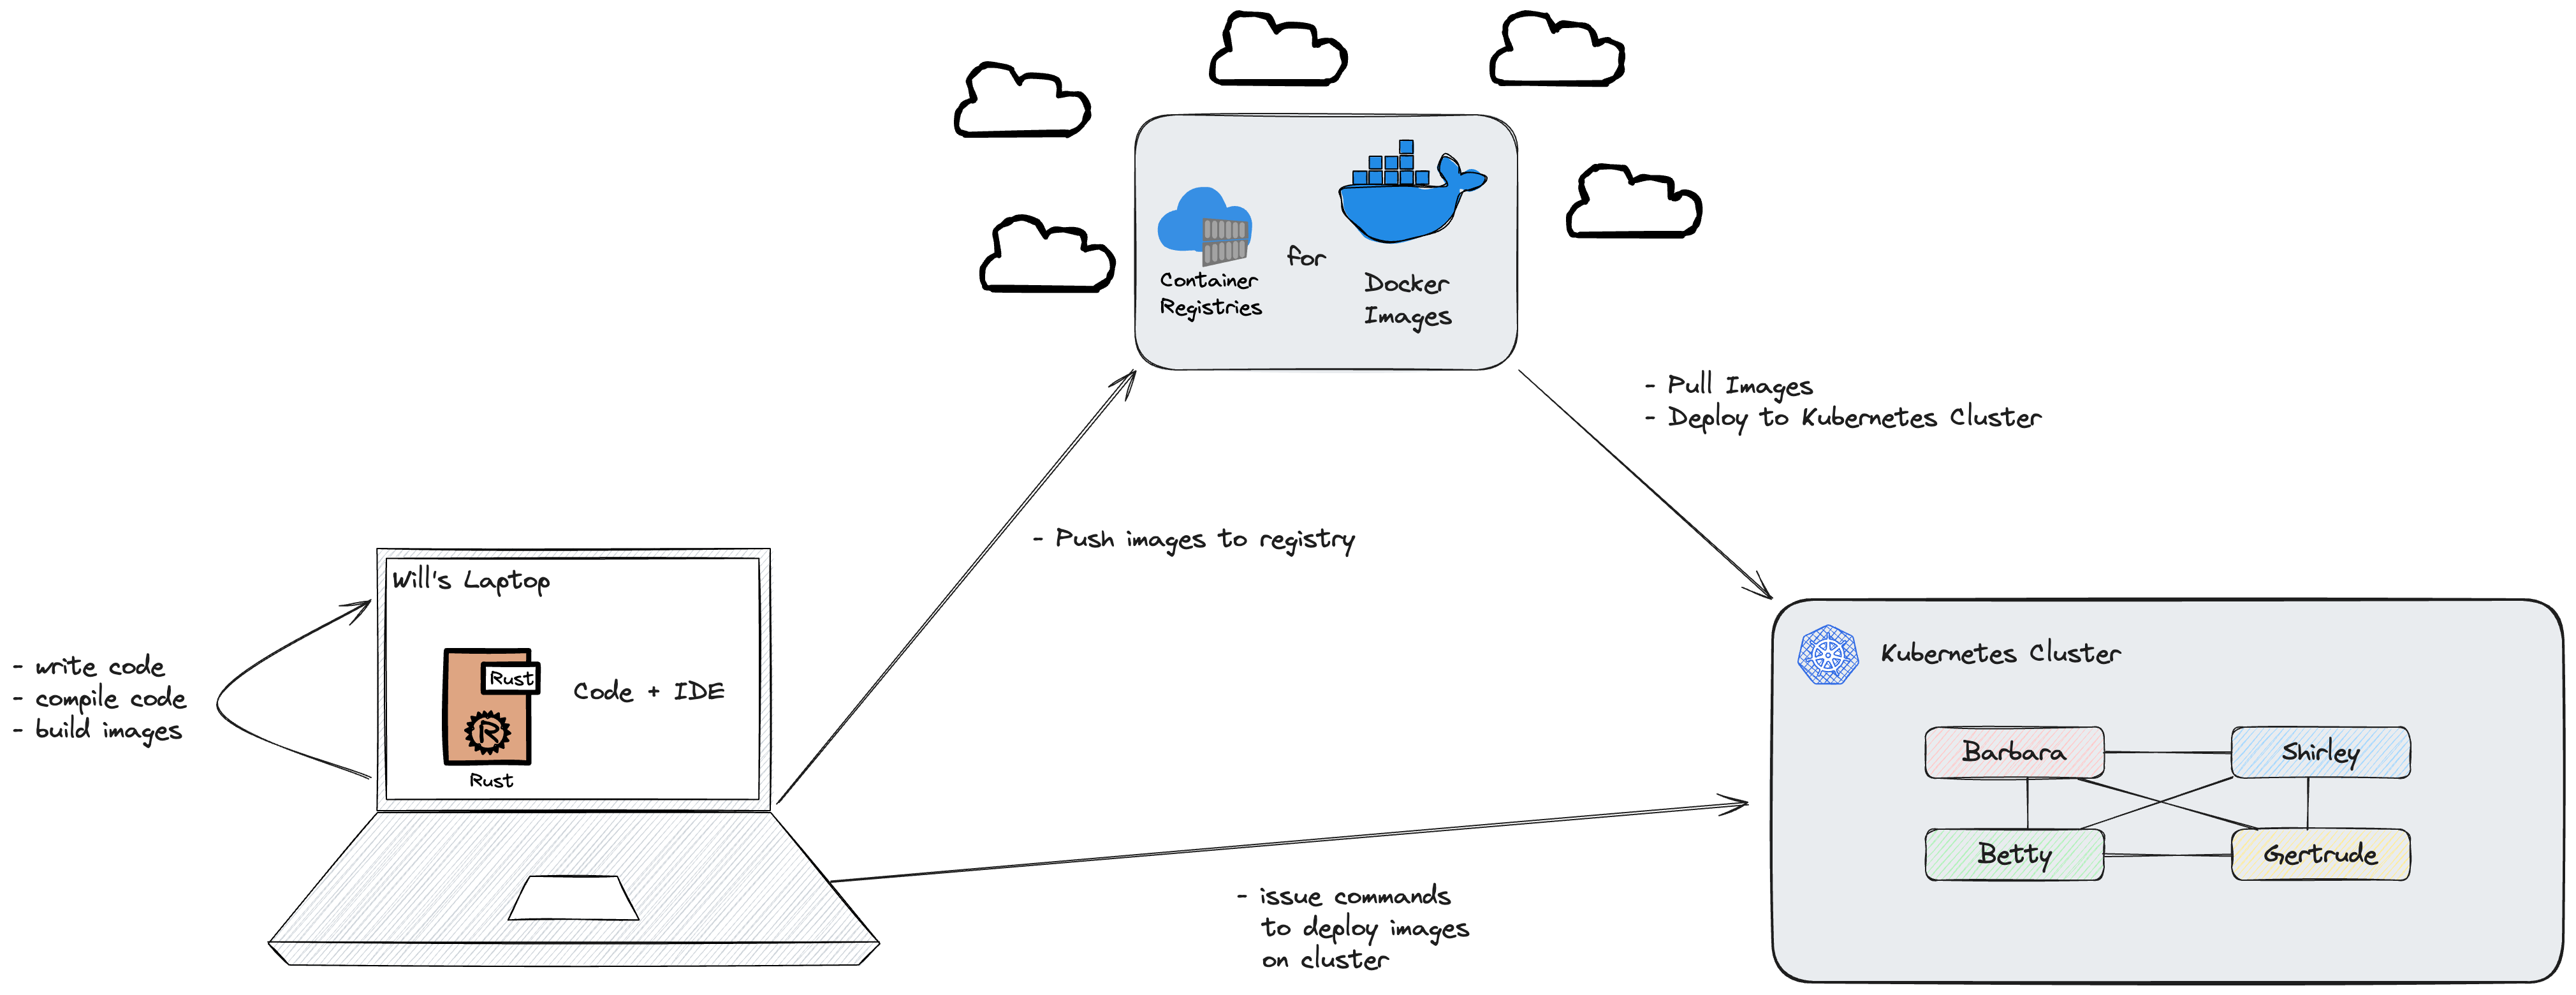 Container
Registries
for
Docker
Images
- Pull Images
- Deploy to Kubernetes Cluster
- Push images to registry
Will's Laptop
Rust
R
Code + IDE
Rust
- write code
- compile code
- build images
Kubernetes Cluster
Barbara
Shirley
Betty
Gertrude
- issue commands
to deploy images
on cluster